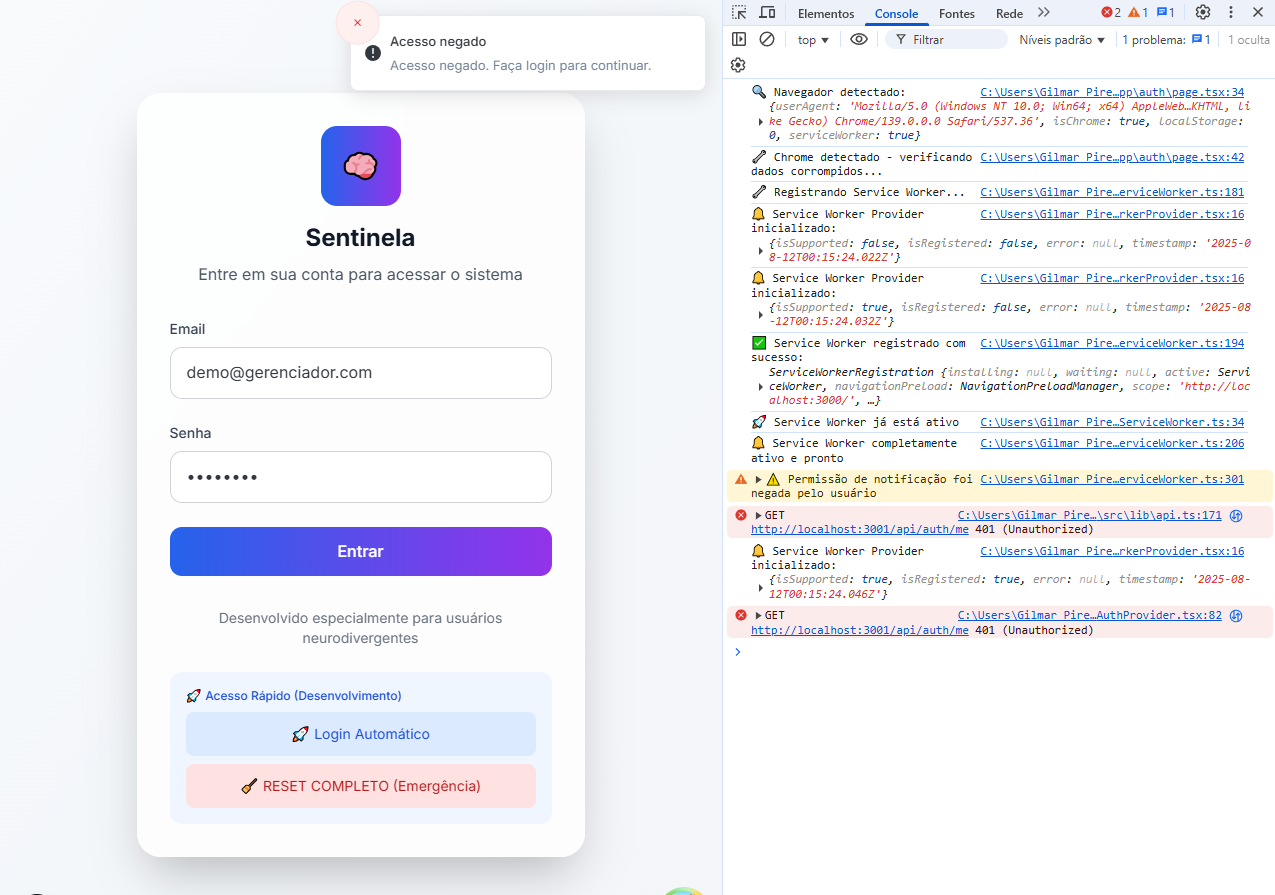 Acesso negado
Acesso negado. Faça login para continuar.
Sentinela
Entre em sua conta para acessar o sistema
Email
demo@gerenciador.com
Senha
••••••••
Entrar
Desenvolvido especialmente para usuários
neurodivergentes
🚀 Acesso Rápido (Desenvolvimento)
🚀 Login Automático
🧹 RESET COMPLETO (Emergência)
Elementos Console Fontes Rede 2 1 1
top Filtrar Níveis padrão 1 problema: 1 1 oculta
🔍 Navegador detectado: C:\Users\Gilmar Pire…pp\auth\page.tsx:34
{userAgent: 'Mozilla/5.0 (Windows NT 10.0; Win64; x64) AppleWeb…KHTML, li
ke Gecko) Chrome/139.0.0.0 Safari/537.36', isChrome: true, localStorage:
0, serviceWorker: true}
🔧 Chrome detectado - verificando C:\Users\Gilmar Pire…pp\auth\page.tsx:42
dados corrompidos...
🔧 Registrando Service Worker... C:\Users\Gilmar Pire…erviceWorker.ts:181
🔔 Service Worker Provider C:\Users\Gilmar Pire…rkerProvider.tsx:16
inicializado:
{isSupported: false, isRegistered: false, error: null, timestamp: '2025-0
8-12T00:15:24.022Z'}
🔔 Service Worker Provider C:\Users\Gilmar Pire…rkerProvider.tsx:16
inicializado:
{isSupported: true, isRegistered: false, error: null, timestamp: '2025-08
-12T00:15:24.032Z'}
✅ Service Worker registrado com C:\Users\Gilmar Pire…erviceWorker.ts:194
sucesso:
ServiceWorkerRegistration {installing: null, waiting: null, active: Servi
ceWorker, navigationPreload: NavigationPreloadManager, scope: 'http://loc
alhost:3000/', …}
🚀 Service Worker já está ativo C:\Users\Gilmar Pire…ServiceWorker.ts:34
🔔 Service Worker completamente C:\Users\Gilmar Pire…erviceWorker.ts:206
ativo e pronto
⚠️ Permissão de notificação foi C:\Users\Gilmar Pire…erviceWorker.ts:301
negada pelo usuário
GET C:\Users\Gilmar Pire…\src\lib\api.ts:171
http://localhost:3001/api/auth/me 401 (Unauthorized)
🔔 Service Worker Provider C:\Users\Gilmar Pire…rkerProvider.tsx:16
inicializado:
{isSupported: true, isRegistered: true, error: null, timestamp: '2025-08-
12T00:15:24.046Z'}
GET C:\Users\Gilmar Pire…AuthProvider.tsx:82
http://localhost:3001/api/auth/me 401 (Unauthorized)